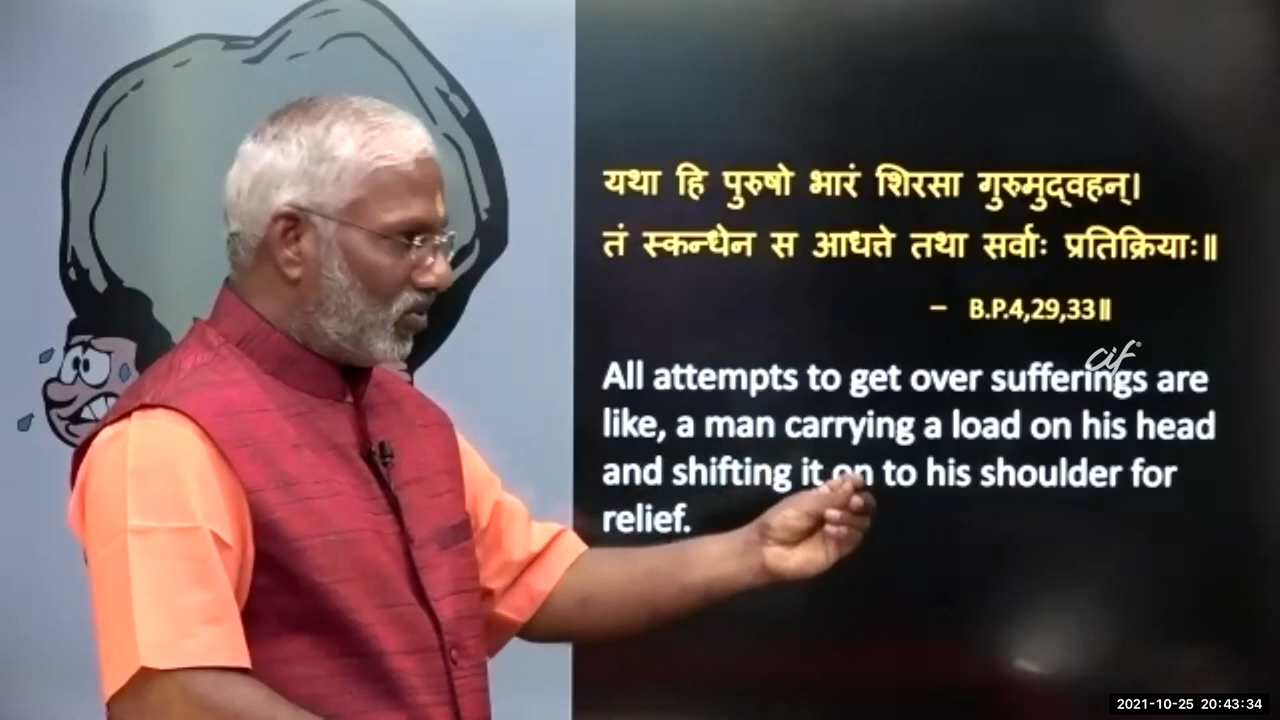 यथा हि पुरुषो भारं शिरसा गुरुमुद्वहन्।
तं स्कन्धेन स आधत्ते तथा सर्वाः प्रतिक्रियाः॥
– B.P.4,29,33॥
cif
All attempts to get over sufferings are
like, a man carrying a load on his head
and shifting it on to his shoulder for
relief.
2021-10-25 20:43:34